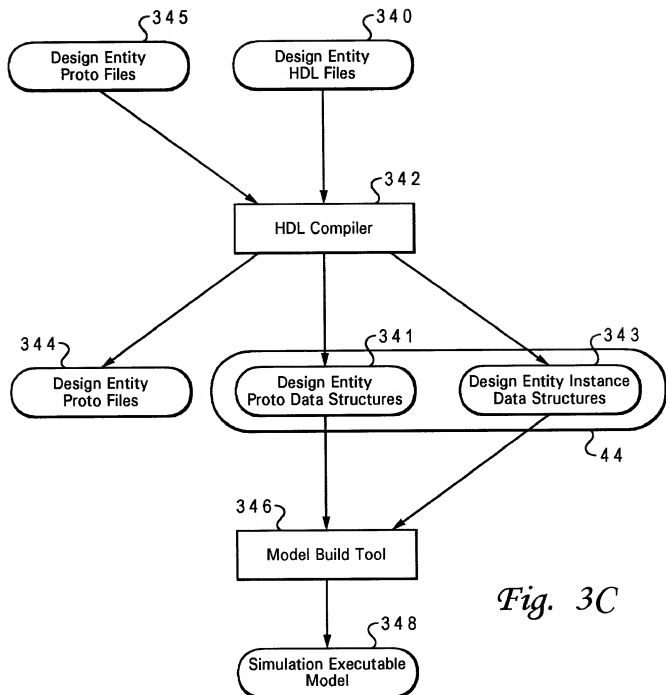 345
Design Entity
Proto Files
340
Design Entity
HDL Files
342
HDL Compiler
344
Design Entity
Proto Files
341
Design Entity
Proto Data Structures
343
Design Entity Instance
Data Structures
44
346
Model Build Tool
348
Simulation Executable
Model
Fig. 3C